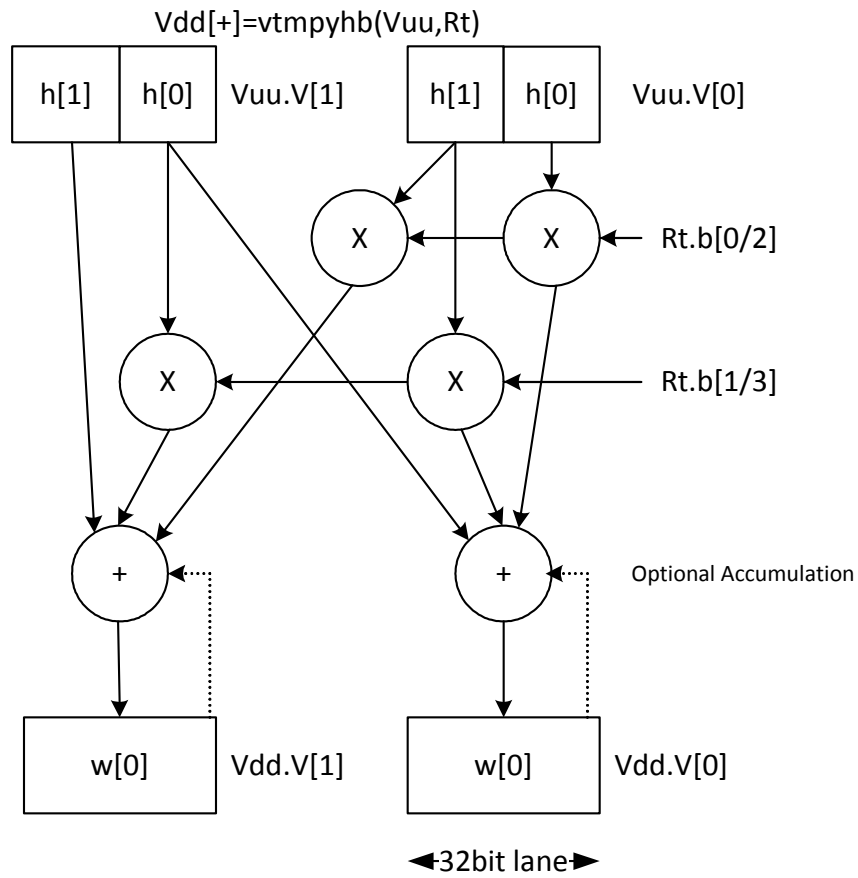 Vdd[+]=vtmpyhb(Vuu,Rt)
h[1] h[0] Vuu.V[1] h[1] h[0] Vuu.V[0]
X X Rt.b[0/2]
X X Rt.b[1/3]
+ + Optional Accumulation
w[0] Vdd.V[1] w[0] Vdd.V[0]
32bit lane